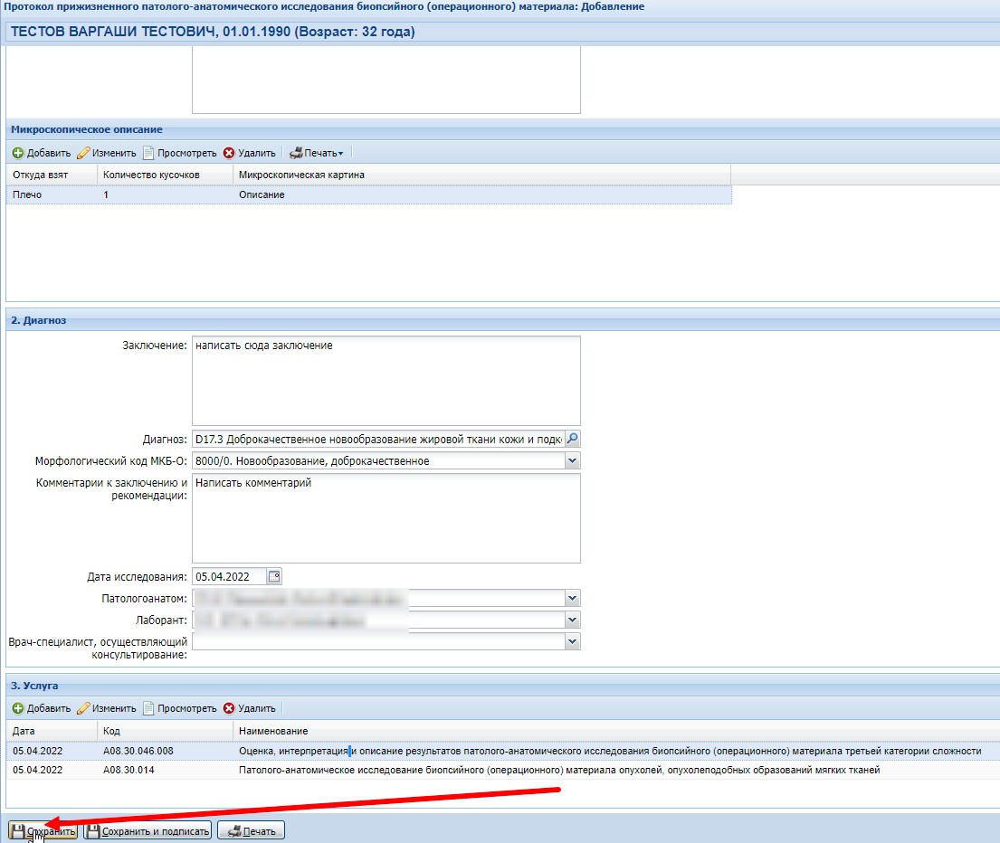 Протокол прижизненного патолого-анатомического исследования биопсийного (операционного) материала: Добавление
ТЕСТОВ ВАРГАШИ ТЕСТОВИЧ, 01.01.1990 (Возраст: 32 года)
Микроскопическое описание
Добавить Изменить Просмотреть Удалить Печать
Откуда взят Количество кусочков Микроскопическая картина
Плечо 1 Описание
2. Диагноз
Заключение: написать сюда заключение
Диагноз: D17.3 Доброкачественное новообразование жировой ткани кожи и подк
Морфологический код МКБ-О: 8000/0. Новообразование, доброкачественное
Комментарии к заключению и Написать комментарий
рекомендации:
Дата исследования: 05.04.2022
Патологоанатом:
Лаборант:
Врач-специалист, осуществляющий
консультирование:
3. Услуга
Добавить Изменить Просмотреть Удалить
Дата Код Наименование
05.04.2022 A08.30.046.008 Оценка, интерпретация и описание результатов патолого-анатомического исследования биопсийного (операционного) материала третьей категории сложности
05.04.2022 A08.30.014 Патолого-анатомическое исследование биопсийного (операционного) материала опухолей, опухолеподобных образований мягких тканей
Сохранить Сохранить и подписать Печать